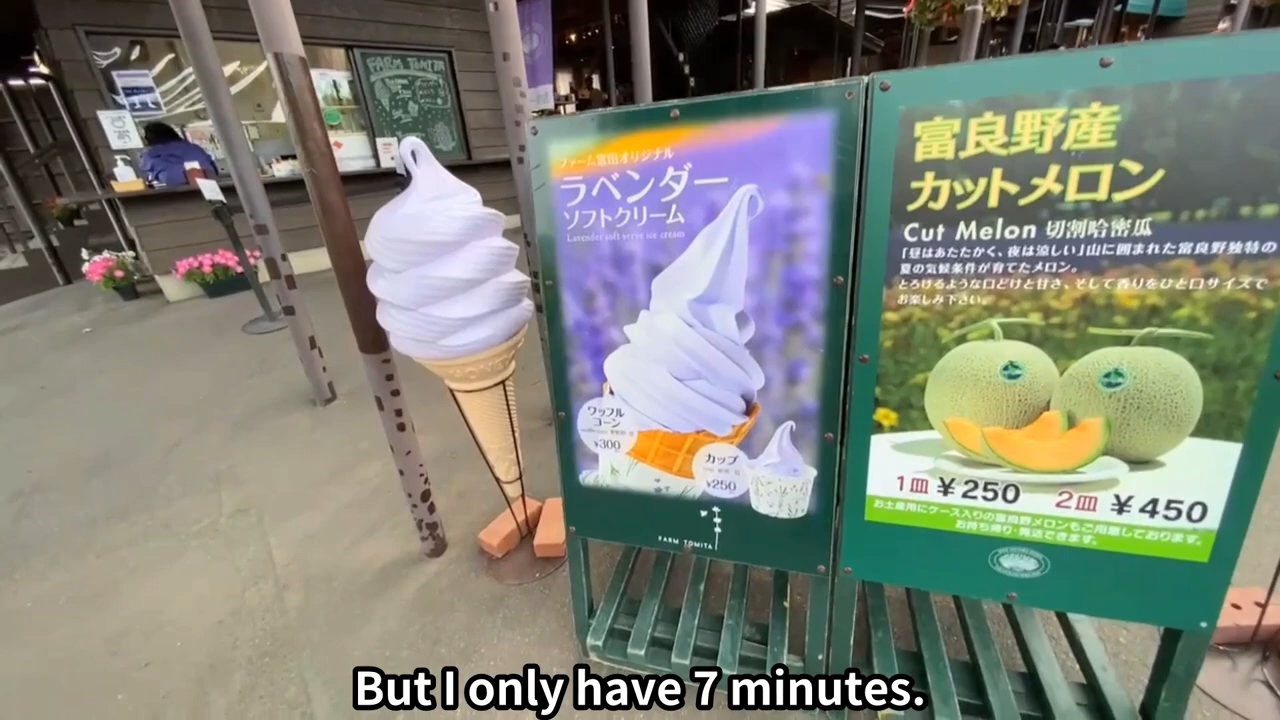 FARM TOMITA
ファーム富田オリジナル
ラベンダー
ソフトクリーム
Lavender soft serve ice cream
ワッフル
コーン
¥300
カップ
¥250
FARM TOMITA
富良野産
カットメロン
Cut Melon 切割哈密瓜
「昼はあたたかく、夜は涼しい」山に囲まれた富良野独特の
夏の気候条件が育てたメロン。
とろけるような口どけと甘さ、そして香りをひと口サイズで
お楽しみ下さい。
1皿 ¥250 2皿 ¥450
お土産用にケース入りの富良野メロンもご用意しております。
お持ち帰り・発送できます。
But I only have 7 minutes.